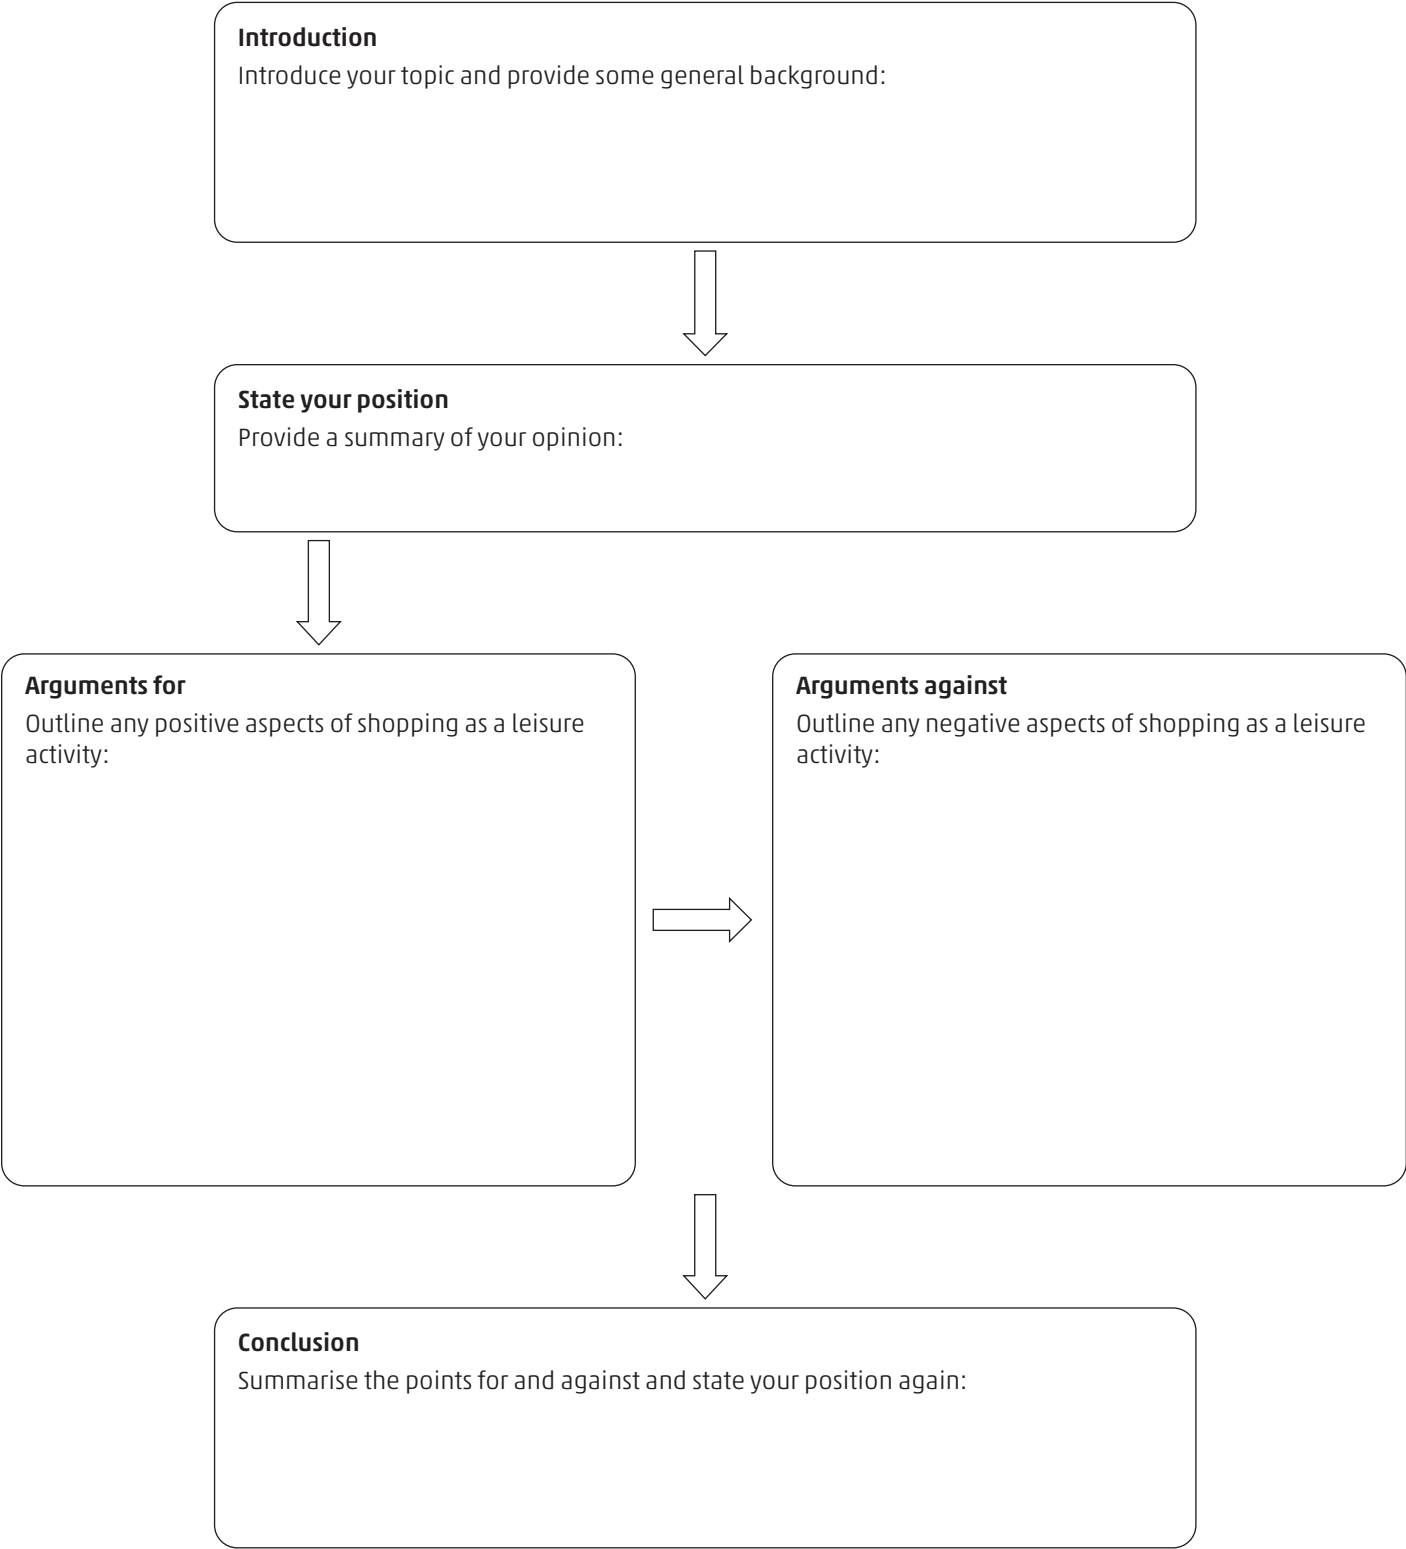 Introduction
Introduce your topic and provide some general background:
State your position
Provide a summary of your opinion:
Arguments for
Outline any positive aspects of shopping as a leisure
activity:
Arguments against
Outline any negative aspects of shopping as a leisure
activity:
Conclusion
Summarise the points for and against and state your position again: